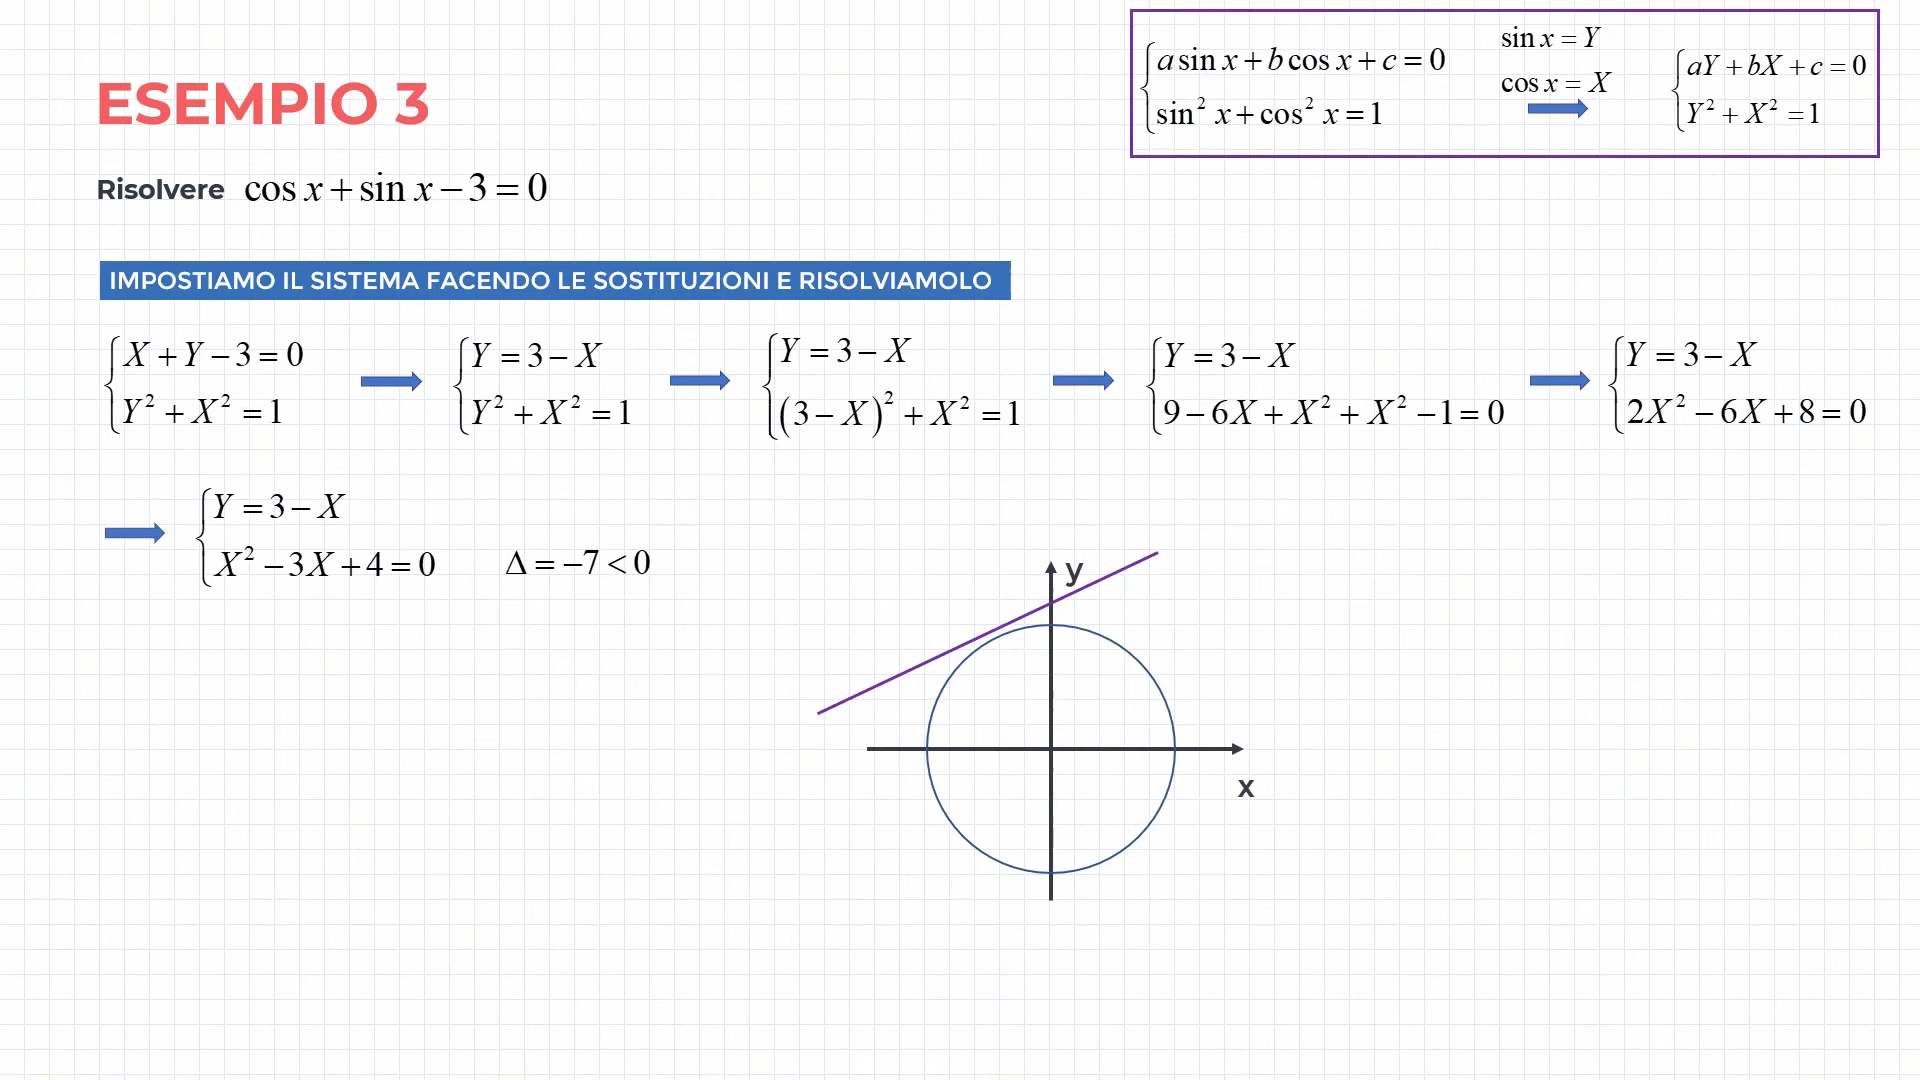 { a sin x + b cos x + c = 0
sin² x + cos² x = 1
sin x = Y
cos x = X
{ aY + bX + c = 0
Y² + X² = 1
ESEMPIO 3
Risolvere cos x + sin x − 3 = 0
IMPOSTIAMO IL SISTEMA FACENDO LE SOSTITUZIONI E RISOLVIAMOLO
{ X + Y − 3 = 0
Y² + X² = 1
{ Y = 3 − X
Y² + X² = 1
{ Y = 3 − X
(3 − X)² + X² = 1
{ Y = 3 − X
9 − 6X + X² + X² − 1 = 0
{ Y = 3 − X
2X² − 6X + 8 = 0
{ Y = 3 − X
X² − 3X + 4 = 0
Δ = −7 < 0
y
x